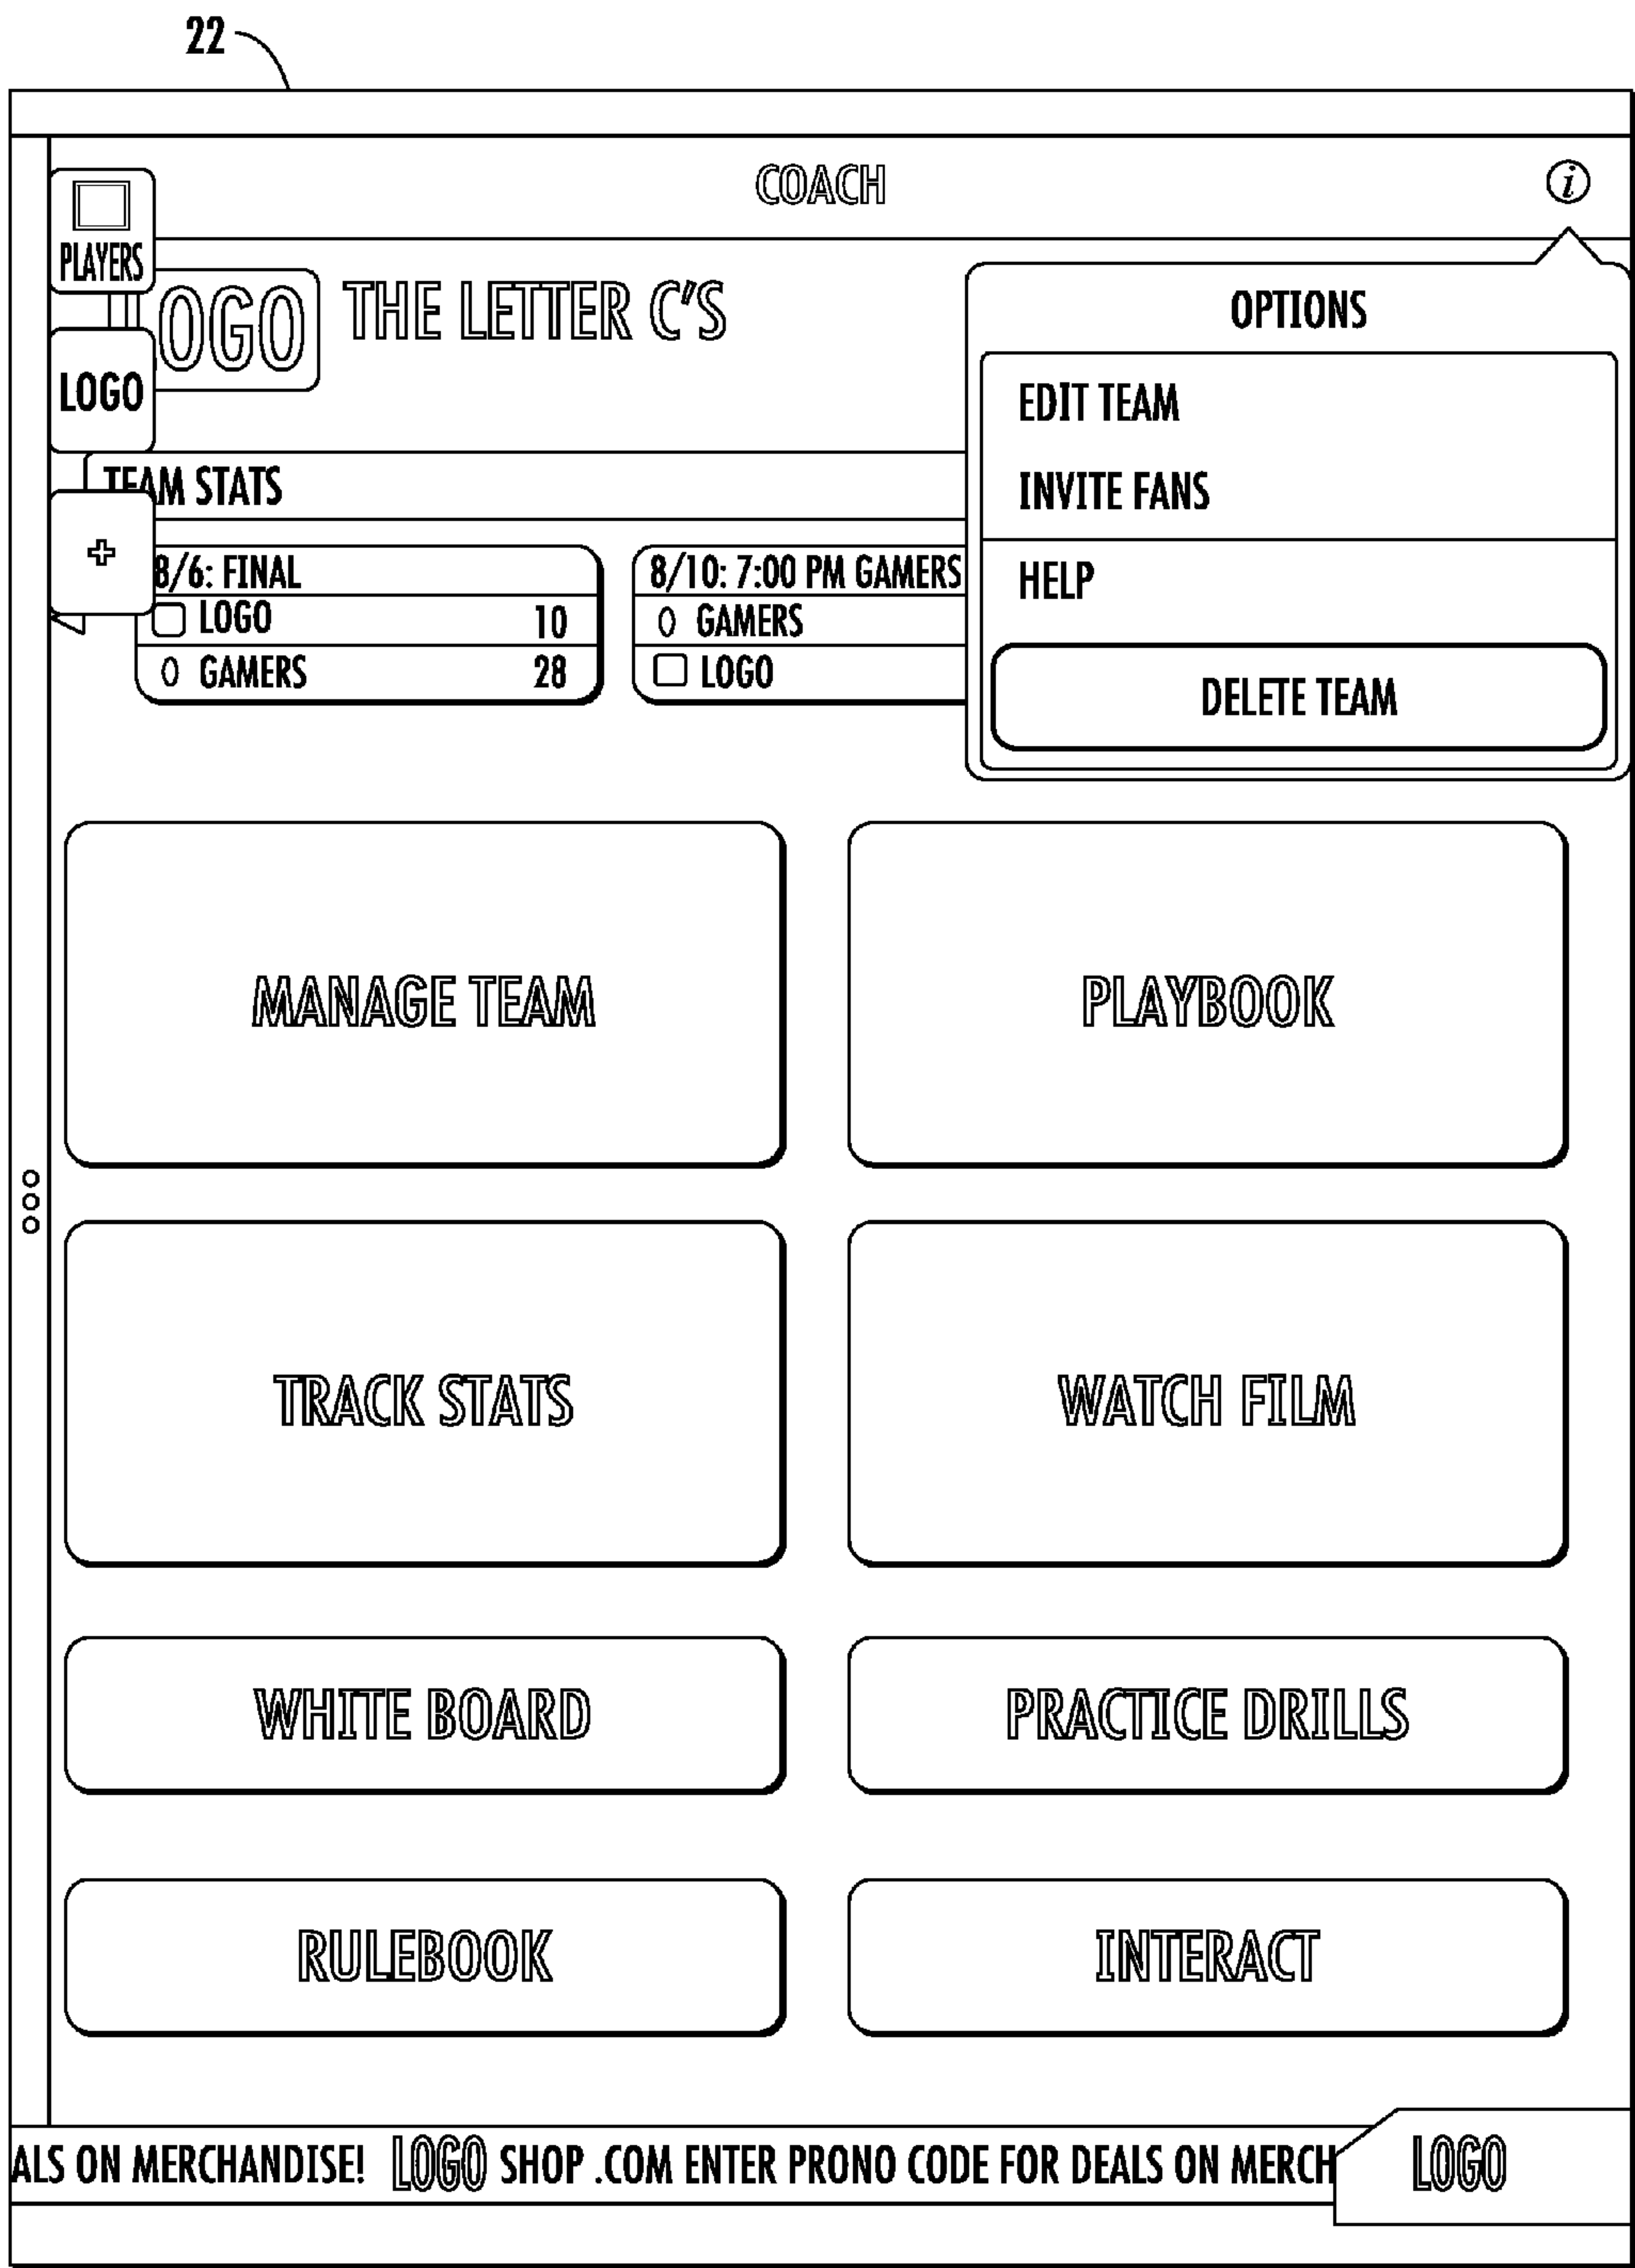 22
COACH
i
PLAYERS
OGO
THE LETTER C'S
LOGO
TEAM STATS
+
8/6: FINAL
LOGO 10
GAMERS 28
8/10: 7:00 PM GAMERS
GAMERS
LOGO
OPTIONS
EDIT TEAM
INVITE FANS
HELP
DELETE TEAM
MANAGE TEAM
PLAYBOOK
TRACK STATS
WATCH FILM
WHITE BOARD
PRACTICE DRILLS
RULEBOOK
INTERACT
ALS ON MERCHANDISE! LOGO SHOP .COM ENTER PRONO CODE FOR DEALS ON MERCH
LOGO